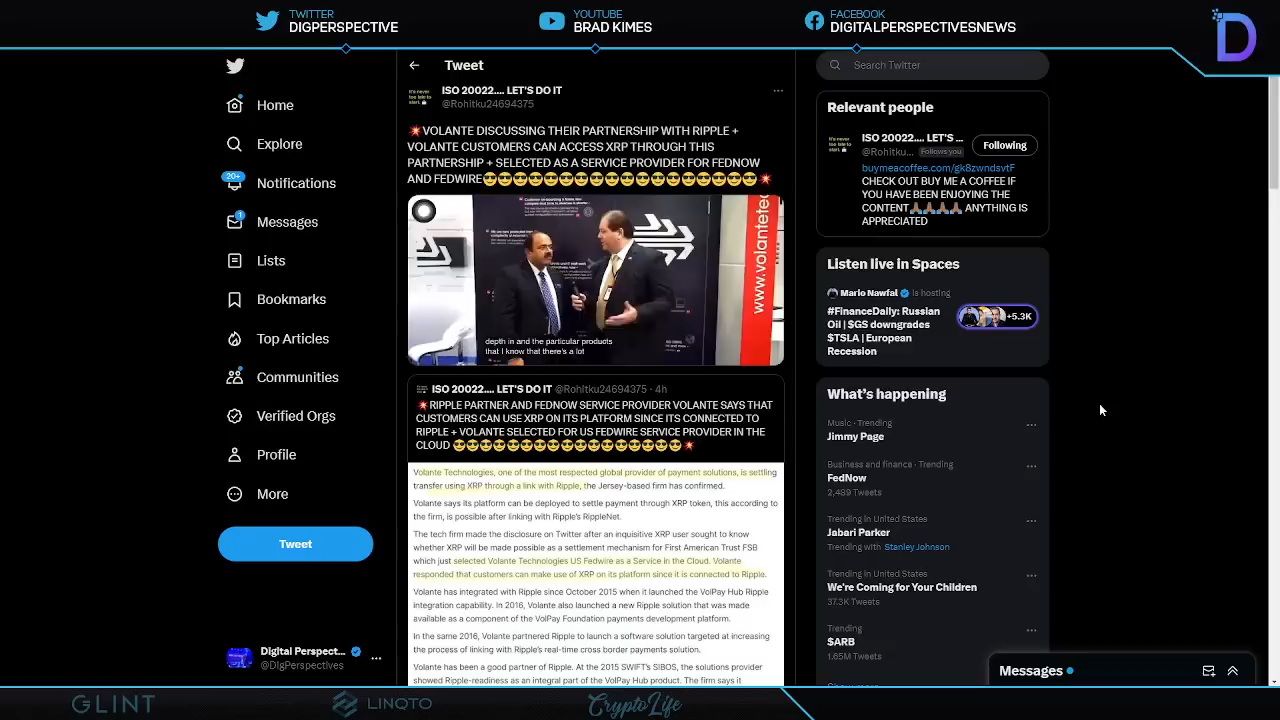 TWITTER
DIGPERSPECTIVE
YOUTUBE
BRAD KIMES
FACEBOOK
DIGITALPERSPECTIVESNEWS
D
Home
Explore
20+
Notifications
Messages
Lists
Bookmarks
Top Articles
Communities
Verified Orgs
Profile
More
Tweet
Digital Perspect...
@DigPerspectives
Tweet
It's never
too late to
start.
ISO 20022.... LET'S DO IT
@Rohitku24694375
💥VOLANTE DISCUSSING THEIR PARTNERSHIP WITH RIPPLE +
VOLANTE CUSTOMERS CAN ACCESS XRP THROUGH THIS
PARTNERSHIP + SELECTED AS A SERVICE PROVIDER FOR FEDNOW
AND FEDWIRE😎😎😎😎😎😎😎😎😎😎😎😎😎😎😎😎😎😎💥
www.volantetec
depth in and the particular products
that I know that there's a lot
ISO 20022.... LET'S DO IT @Rohitku24694375 · 4h
💥RIPPLE PARTNER AND FEDNOW SERVICE PROVIDER VOLANTE SAYS THAT
CUSTOMERS CAN USE XRP ON ITS PLATFORM SINCE ITS CONNECTED TO
RIPPLE + VOLANTE SELECTED FOR US FEDWIRE SERVICE PROVIDER IN THE
CLOUD 😎😎😎😎😎😎😎😎😎😎😎😎😎😎😎😎😎💥
Volante Technologies, one of the most respected global provider of payment solutions, is settling
transfer using XRP through a link with Ripple, the Jersey-based firm has confirmed.
Volante says its platform can be deployed to settle payment through XRP token, this according to
the firm, is possible after linking with Ripple's RippleNet.
The tech firm made the disclosure on Twitter after an inquisitive XRP user sought to know
whether XRP will be made possible as a settlement mechanism for First American Trust FSB
which just selected Volante Technologies US Fedwire as a Service in the Cloud. Volante
responded that customers can make use of XRP on its platform since it is connected to Ripple.
Volante has integrated with Ripple since October 2015 when it launched the VolPay Hub Ripple
integration capability. In 2016, Volante also launched a new Ripple solution that was made
available as a component of the VolPay Foundation payments development platform.
In the same 2016, Volante partnered Ripple to launch a software solution targeted at increasing
the process of linking with Ripple's real-time cross border payments solution.
Volante has been a good partner of Ripple. At the 2015 SWIFT's SIBOS, the solutions provider
showed Ripple-readiness as an integral part of the VolPay Hub product. The firm says it
Search Twitter
Relevant people
It's never
too late to
start.
ISO 20022.... LET'S ...
@Rohitku... Follows you
Following
buymeacoffee.com/gk8zwndsvtF
CHECK OUT BUY ME A COFFEE IF
YOU HAVE BEEN ENJOYING THE
CONTENT🙏🏾🙏🏾🙏🏾🙏🏾 ANYTHING IS
APPRECIATED
Listen live in Spaces
Mario Nawfal is hosting
#FinanceDaily: Russian
Oil | $GS downgrades
$TSLA | European
Recession
+5.3K
What's happening
Music · Trending
Jimmy Page
Business and finance · Trending
FedNow
2,489 Tweets
Trending in United States
Jabari Parker
Trending with Stanley Johnson
Trending in United States
We're Coming for Your Children
37.3K Tweets
Trending
$ARB
1.65M Tweets
Messages
GLINT
LINQTO
CryptoLife